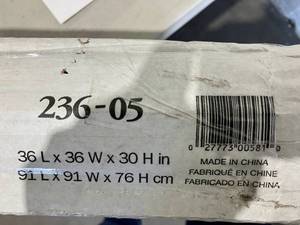 236-05
0 27773 00581 0
36 L x 36 W x 30 H in
91 L x 91 W x 76 H cm
MADE IN CHINA
FABRIQUÉ EN CHINE
FABRICADO EN CHINA